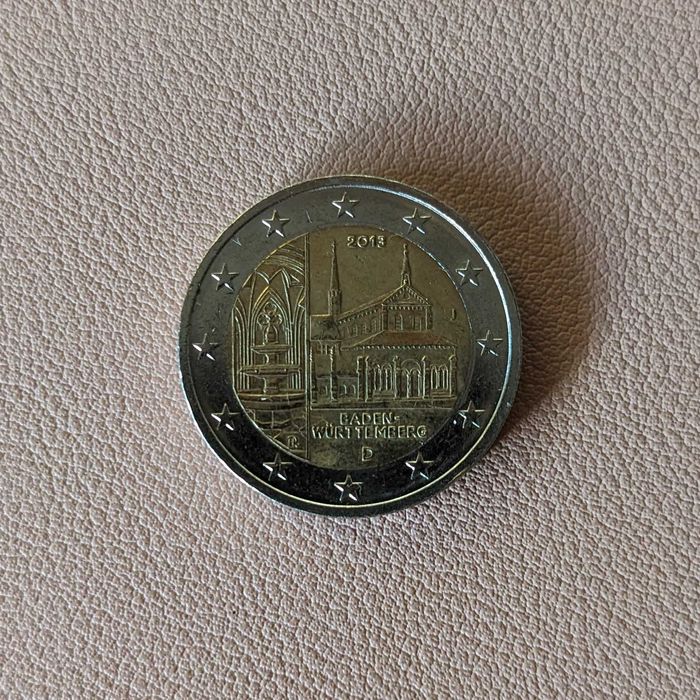 2013
J
BADEN-
WÜRTTEMBERG
D